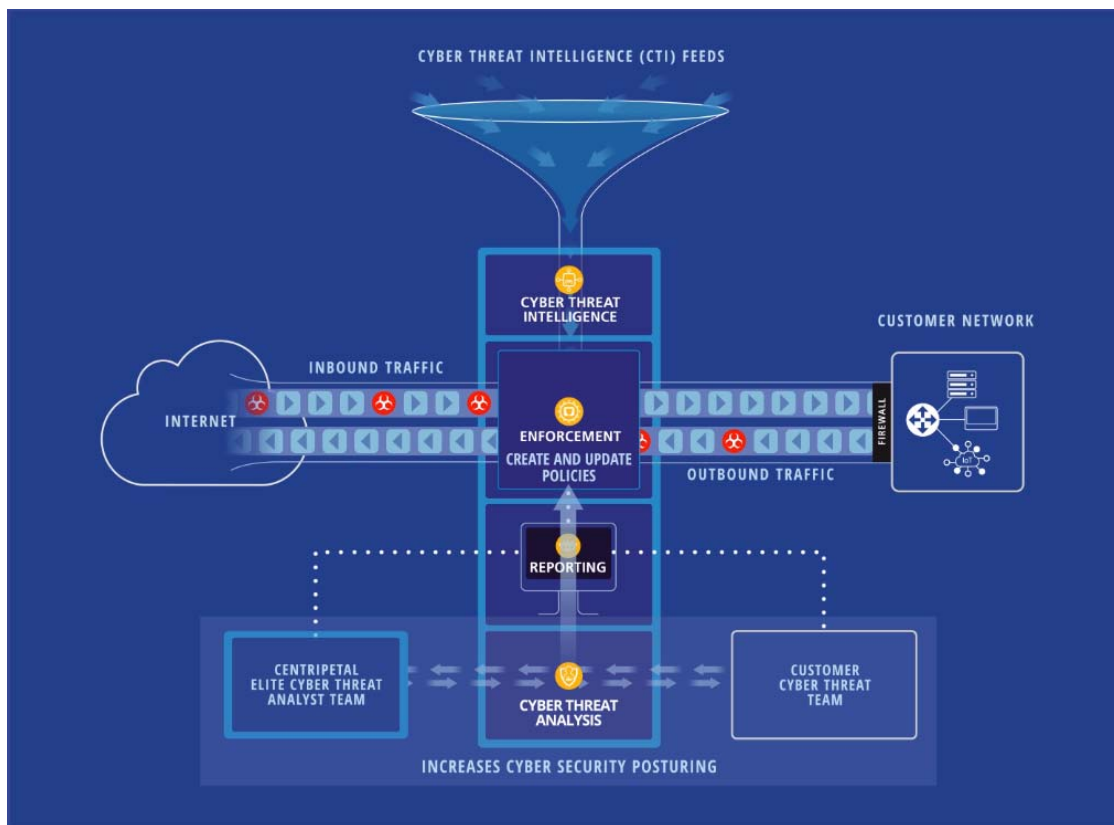 CYBER THREAT INTELLIGENCE (CTI) FEEDS
CYBER THREAT
INTELLIGENCE
CUSTOMER NETWORK
INBOUND TRAFFIC
INTERNET
FIREWALL
ENFORCEMENT
CREATE AND UPDATE
POLICIES
IoT
OUTBOUND TRAFFIC
REPORTING
CENTRIPETAL
ELITE CYBER THREAT
ANALYST TEAM
CYBER THREAT
ANALYSIS
CUSTOMER
CYBER THREAT
TEAM
INCREASES CYBER SECURITY POSTURING